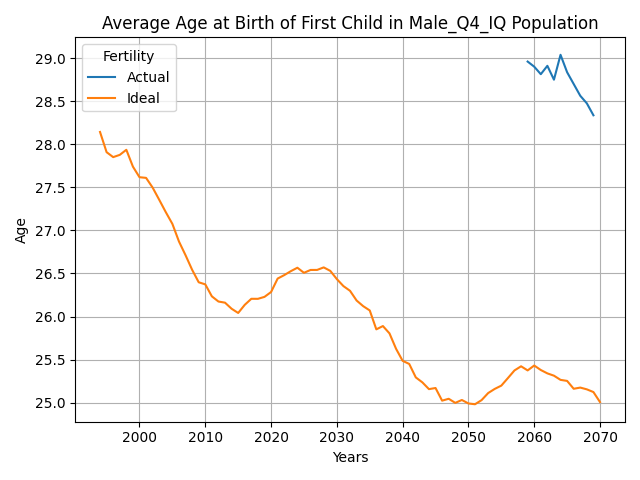 Average Age at Birth of First Child in Male_Q4_IQ Population
Fertility
Actual
Ideal
29.0
28.5
28.0
27.5
27.0
26.5
26.0
25.5
25.0
Age
2000 2010 2020 2030 2040 2050 2060 2070
Years